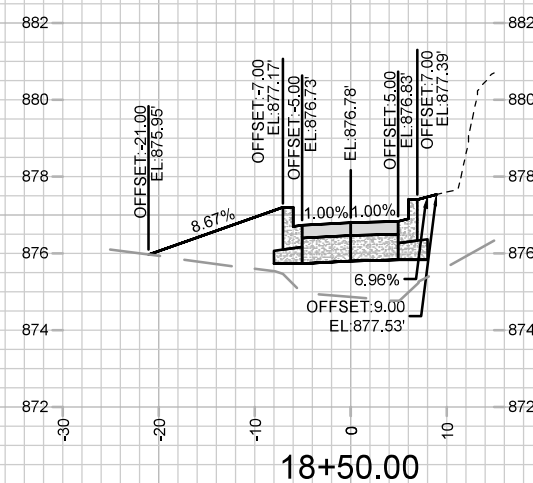 882
882
OFFSET:-7.00
EL:877.17'
OFFSET:-5.00
EL:876.73'
EL:876.78'
OFFSET:5.00
EL:876.83'
OFFSET:7.00
EL:877.39'
880
880
OFFSET:-21.00
EL:875.95'
878
878
8.67%
1.00%
1.00%
876
876
6.96%
OFFSET:9.00
EL:877.53'
874
874
872
872
-30
-20
-10
0
10
18+50.00